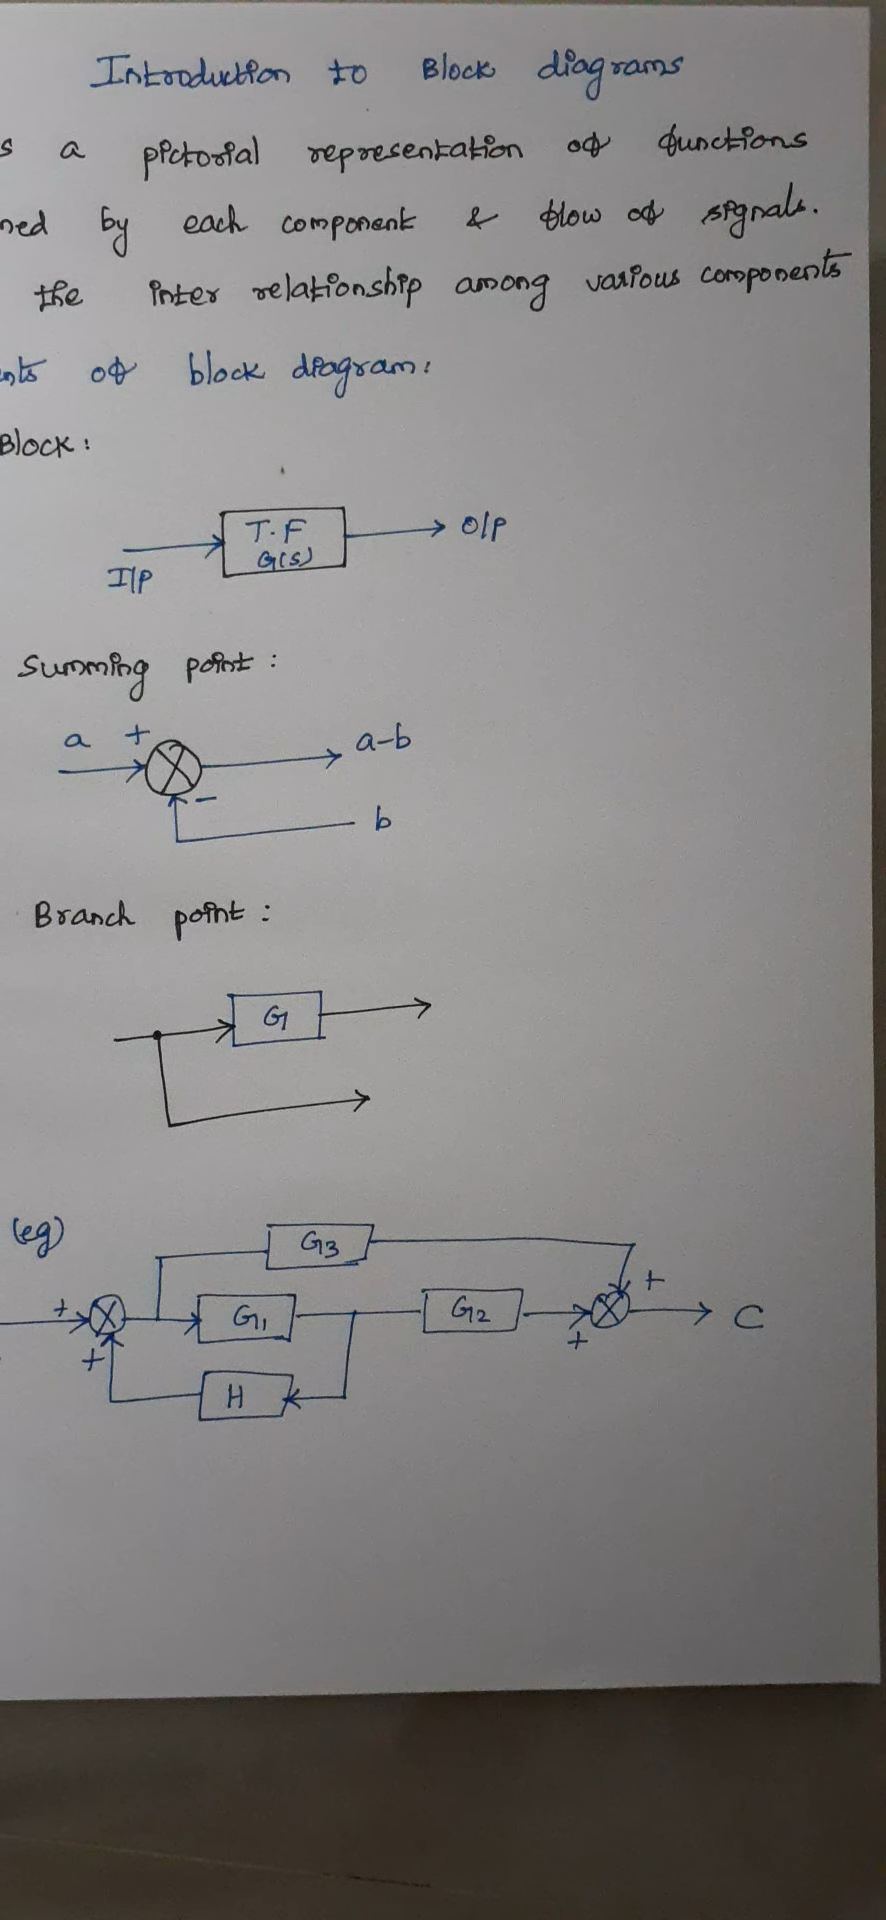 Introduction to Block diagrams
s a pictorial representation of functions
ned by each component & flow of signals.
the inter relationship among various components
nts of block diagram:
Block:
T.F
G(s)
I/P
O/P
Summing point:
a + a-b
-
b
Branch point:
G
(eg)
G3
+ G1 G2 + C
+ +
H